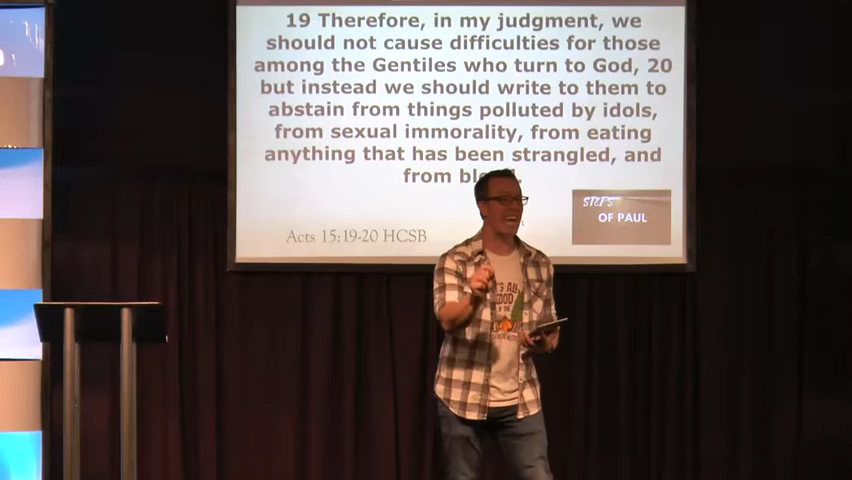 19 Therefore, in my judgment, we
should not cause difficulties for those
among the Gentiles who turn to God, 20
but instead we should write to them to
abstain from things polluted by idols,
from sexual immorality, from eating
anything that has been strangled, and
from
STEPS
OF PAUL
Acts 15:19-20 HCSB
ALL
GOOD